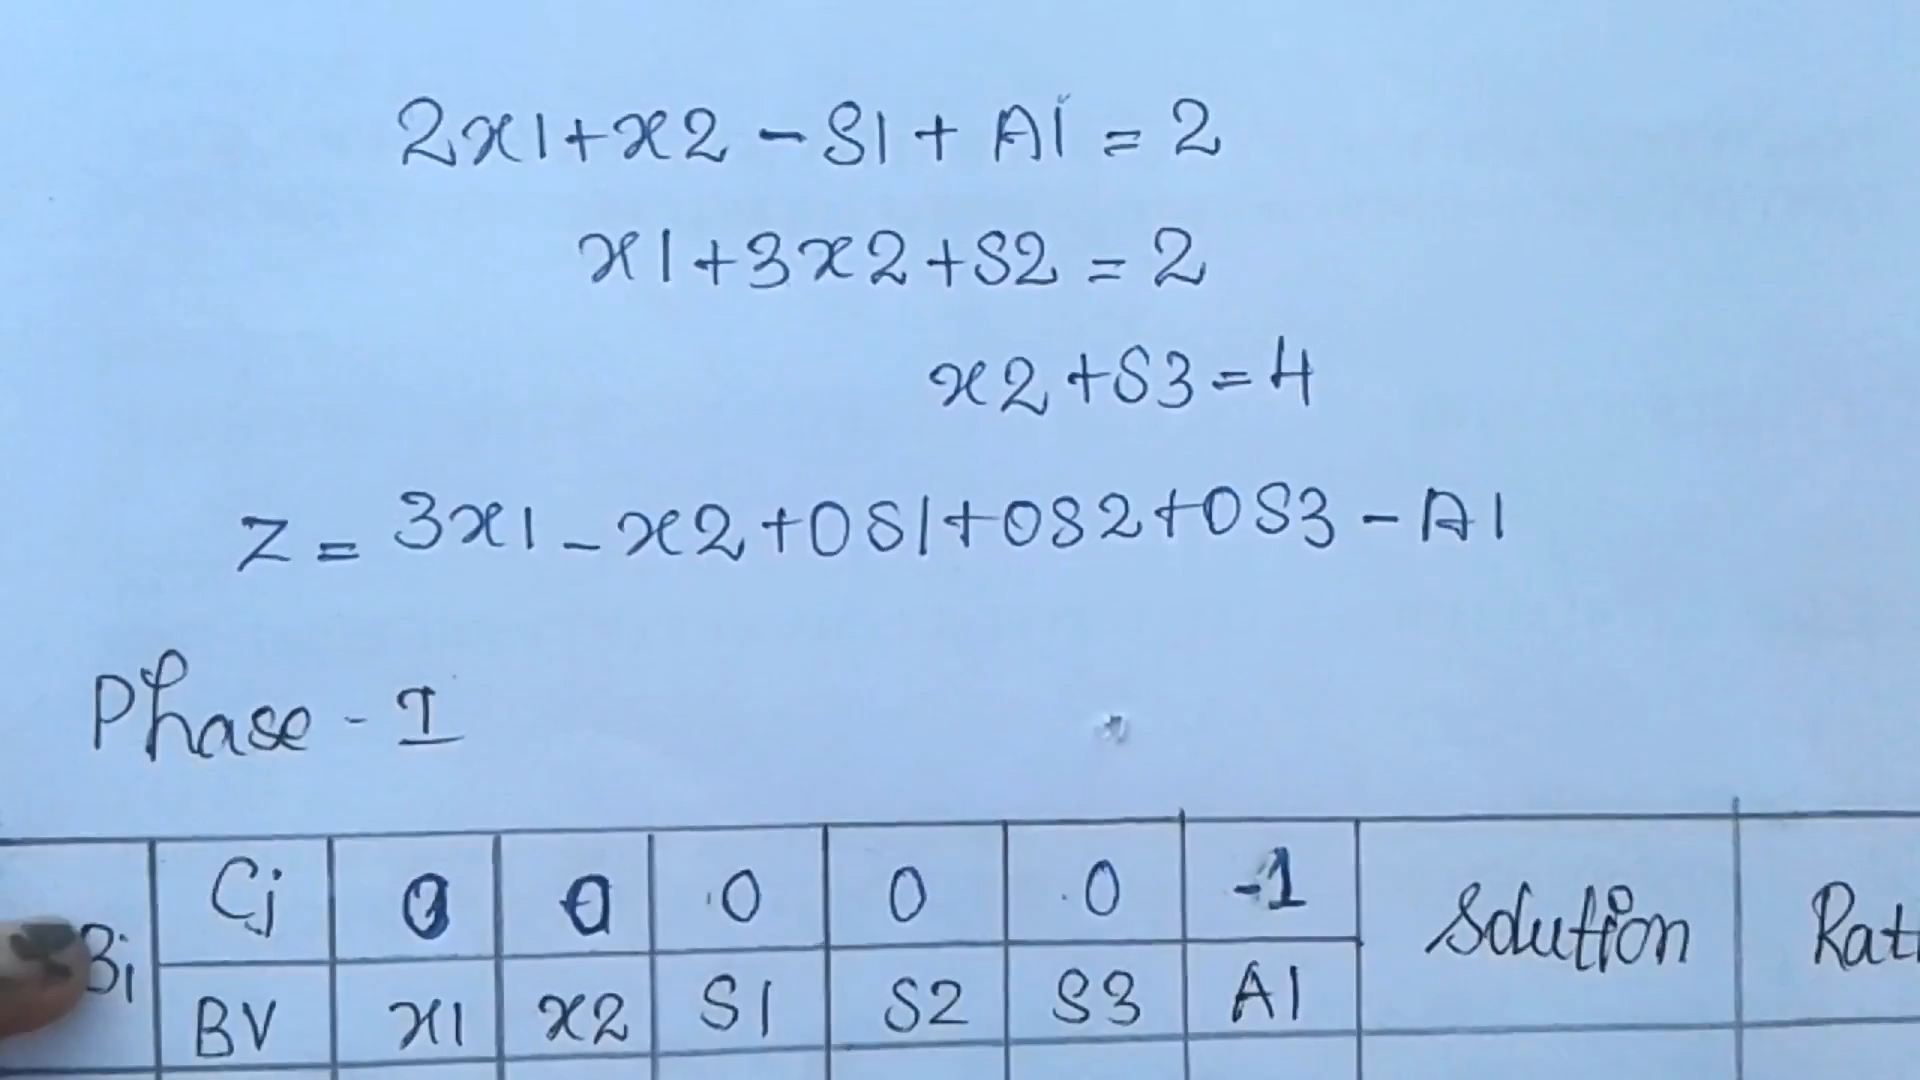 2x1+x2-S1+A1=2
x1+3x2+S2=2
x2+S3=4
Z=3x1-x2+0S1+0S2+0S3-A1
Phase-I
Cj 0 0 0 0 0 -1 Solution
Bi BV x1 x2 S1 S2 S3 A1